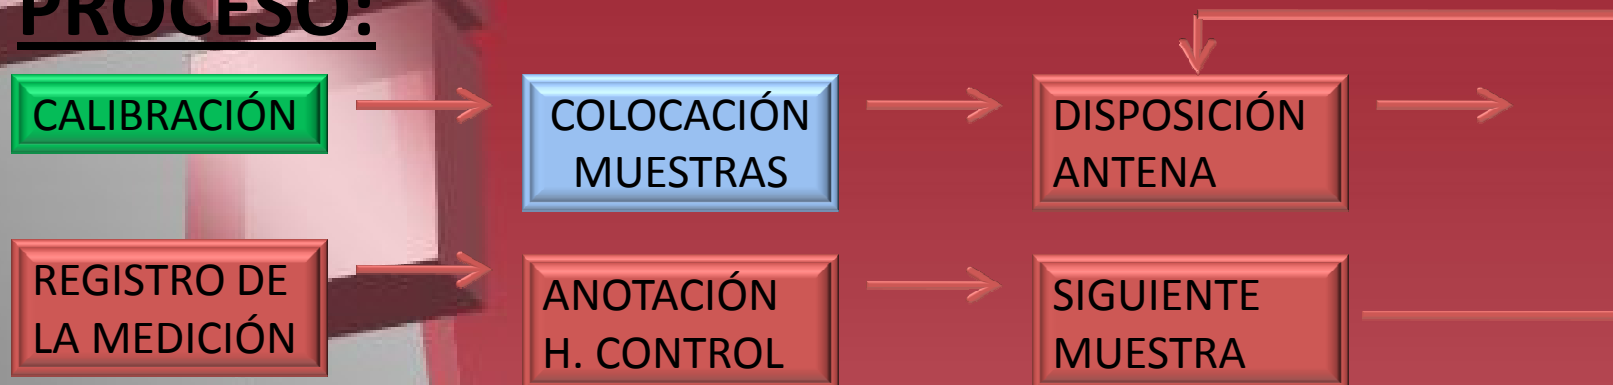 PROCESO:
CALIBRACIÓN
COLOCACIÓN
MUESTRAS
DISPOSICIÓN
ANTENA
REGISTRO DE
LA MEDICIÓN
ANOTACIÓN
H. CONTROL
SIGUIENTE
MUESTRA